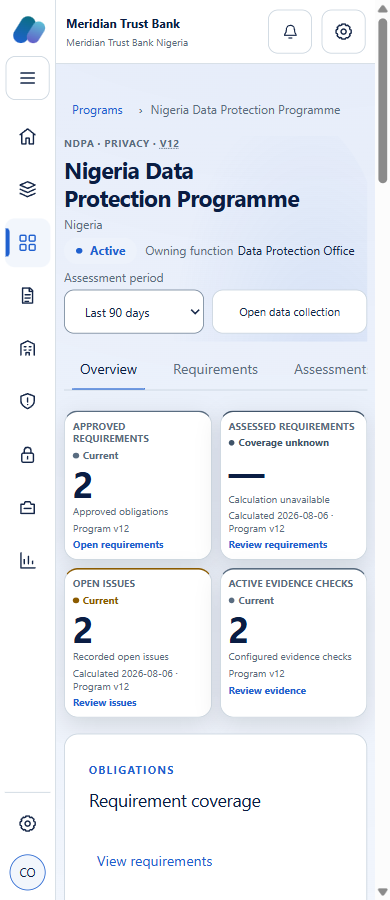 Meridian Trust Bank
Meridian Trust Bank Nigeria
Programs › Nigeria Data Protection Programme
NDPA · PRIVACY · V12
Nigeria Data
Protection Programme
Nigeria
Active Owning function Data Protection Office
Assessment period
Last 90 days
Open data collection
Overview Requirements Assessment
APPROVED
REQUIREMENTS
Current
2
Approved obligations
Program v12
Open requirements
ASSESSED REQUIREMENTS
Coverage unknown
—
Calculation unavailable
Calculated 2026-08-06 ·
Program v12
Review requirements
OPEN ISSUES
Current
2
Recorded open issues
Calculated 2026-08-06 ·
Program v12
Review issues
ACTIVE EVIDENCE CHECKS
Current
2
Configured evidence checks
Program v12
Review evidence
OBLIGATIONS
Requirement coverage
View requirements
CO